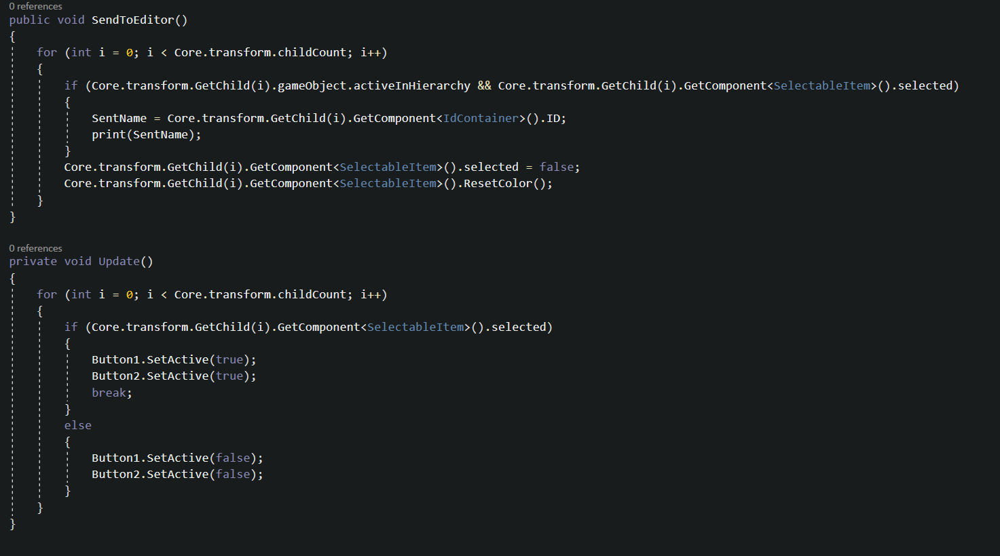 0 references
public void SendToEditor()
{
for (int i = 0; i < Core.transform.childCount; i++)
{
if (Core.transform.GetChild(i).gameObject.activeInHierarchy && Core.transform.GetChild(i).GetComponent<SelectableItem>().selected)
{
SentName = Core.transform.GetChild(i).GetComponent<IdContainer>().ID;
print(SentName);
}
Core.transform.GetChild(i).GetComponent<SelectableItem>().selected = false;
Core.transform.GetChild(i).GetComponent<SelectableItem>().ResetColor();
}
}
0 references
private void Update()
{
for (int i = 0; i < Core.transform.childCount; i++)
{
if (Core.transform.GetChild(i).GetComponent<SelectableItem>().selected)
{
Button1.SetActive(true);
Button2.SetActive(true);
break;
}
else
{
Button1.SetActive(false);
Button2.SetActive(false);
}
}
}